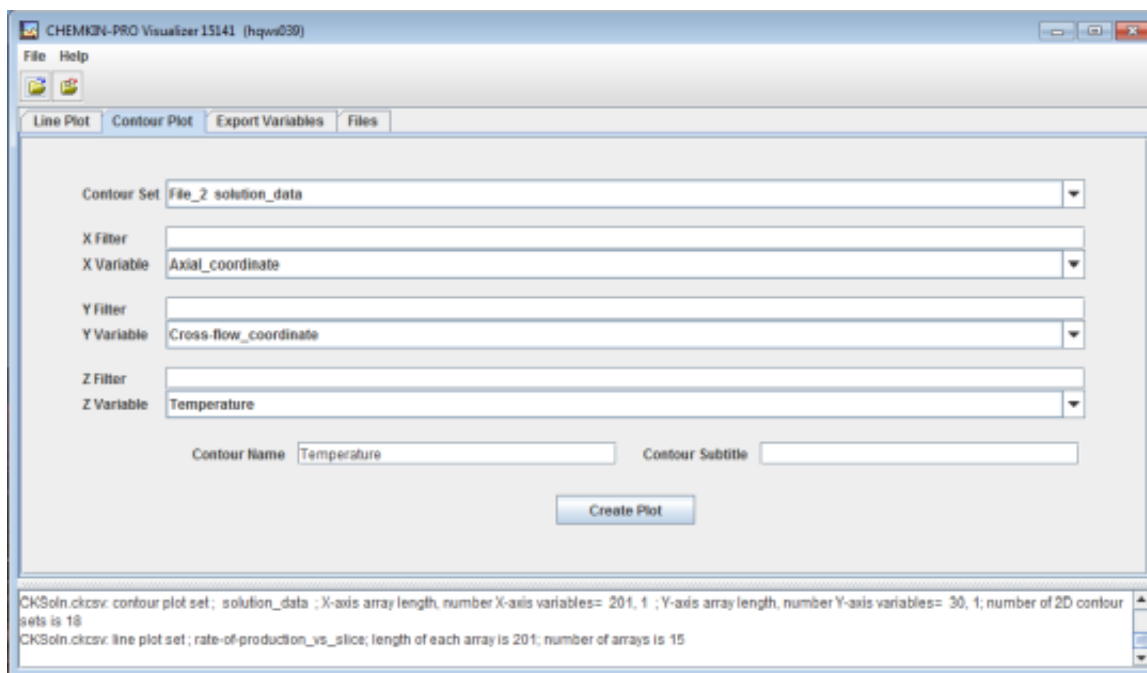 CHEMKIN-PRO Visualizer 15141 (hqws039)
File Help
Line Plot Contour Plot Export Variables Files
Contour Set File_2 solution_data
X Filter
X Variable Axial_coordinate
Y Filter
Y Variable Cross-flow_coordinate
Z Filter
Z Variable Temperature
Contour Name Temperature Contour Subtitle
Create Plot
CKSoln.ckcsv: contour plot set ; solution_data ; X-axis array length, number X-axis variables= 201, 1 ; Y-axis array length, number Y-axis variables= 30, 1; number of 2D contour
sets is 18
CKSoln.ckcsv: line plot set ; rate-of-production_vs_slice; length of each array is 201; number of arrays is 15